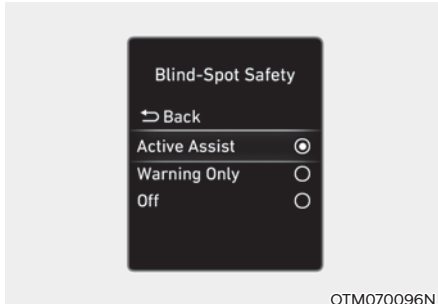 Blind-Spot Safety
Back
Active Assist
Warning Only
Off
OTM070096N